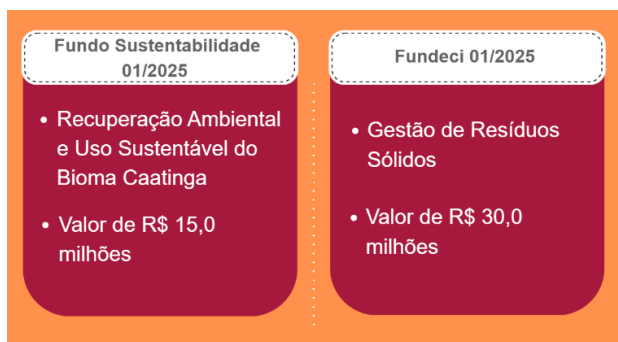 Fundo Sustentabilidade
01/2025
• Recuperação Ambiental
e Uso Sustentável do
Bioma Caatinga
• Valor de R$ 15,0
milhões
Fundeci 01/2025
• Gestão de Resíduos
Sólidos
• Valor de R$ 30,0
milhões